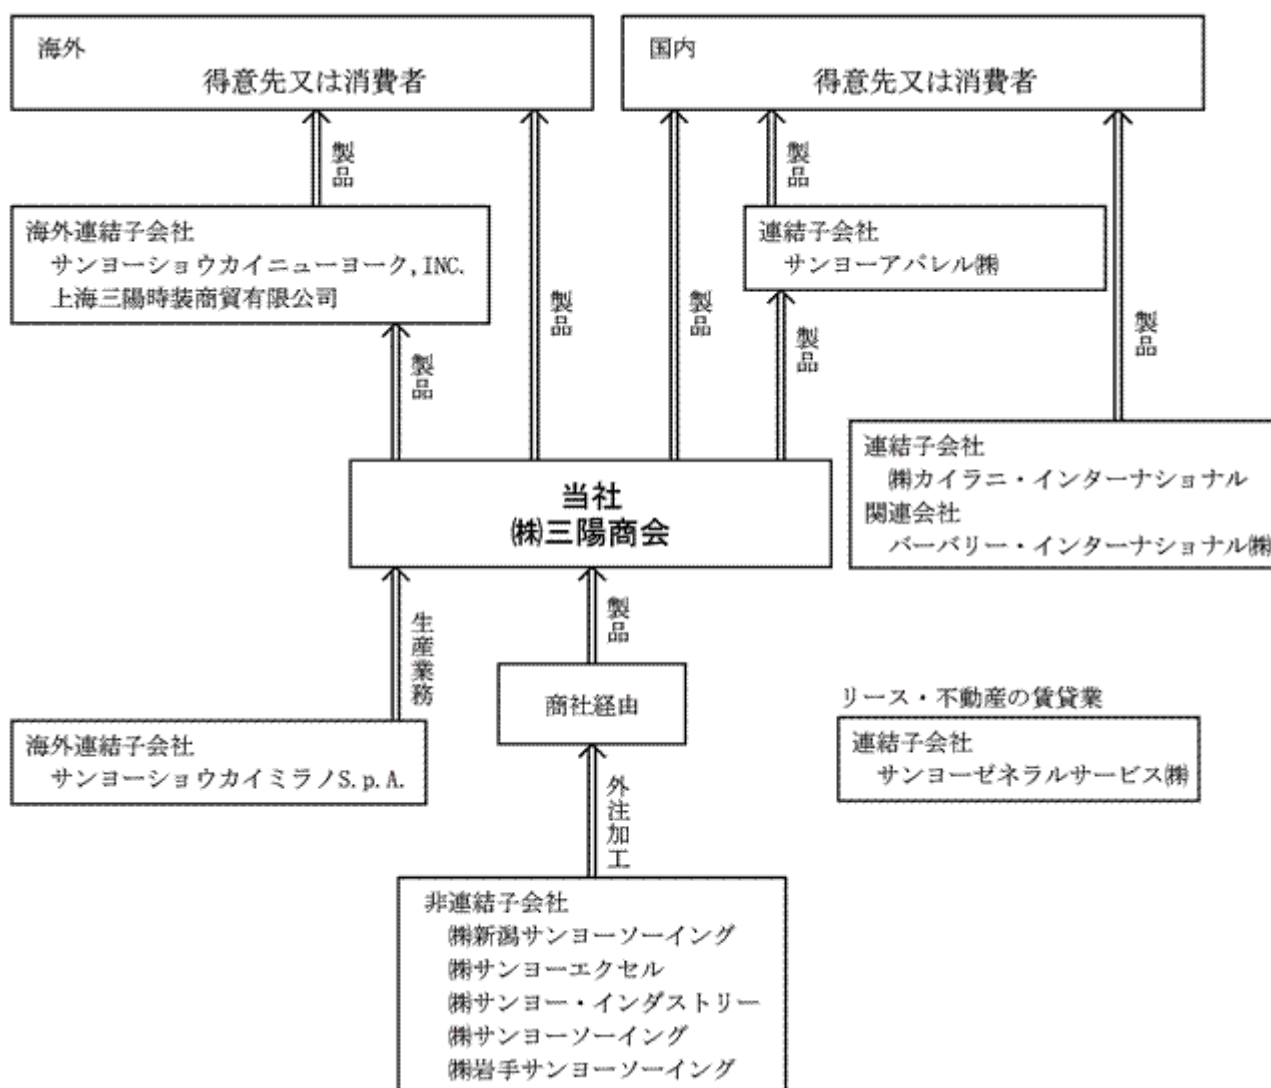 海外
得意先又は消費者
国内
得意先又は消費者
製品
製品
海外連結子会社
サンヨーショウカイニューヨーク,INC.
上海三陽時装商貿有限公司
連結子会社
サンヨーアパレル㈱
製品
製品
製品
製品
製品
連結子会社
㈱カイラニ・インターナショナル
関連会社
バーバリー・インターナショナル㈱
当社
㈱三陽商会
生産業務
製品
商社経由
海外連結子会社
サンヨーショウカイミラノS.p.A.
リース・不動産の賃貸業
連結子会社
サンヨーゼネラルサービス㈱
外注加工
非連結子会社
㈱新潟サンヨーソーイング
㈱サンヨーエクセル
㈱サンヨー・インダストリー
㈱サンヨーソーイング
㈱岩手サンヨーソーイング